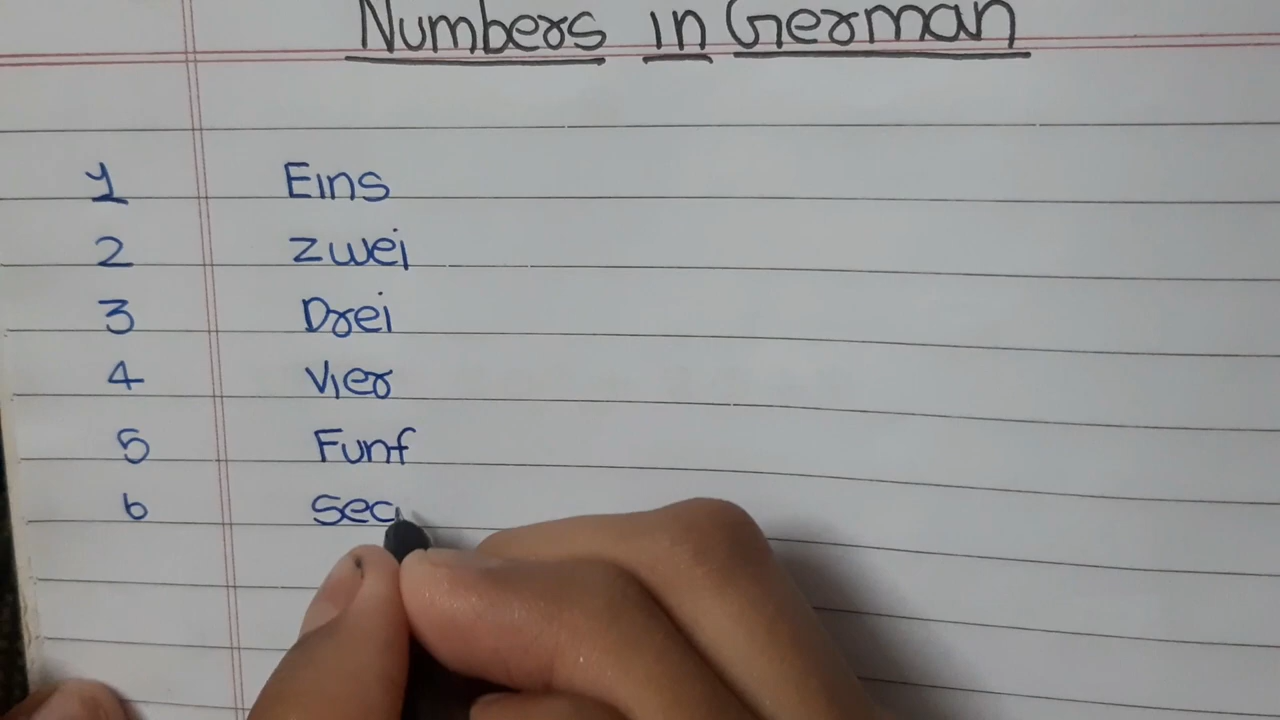 Numbers in German
1 Eins
2 Zwei
3 Drei
4 Vier
5 Funf
6 Sec